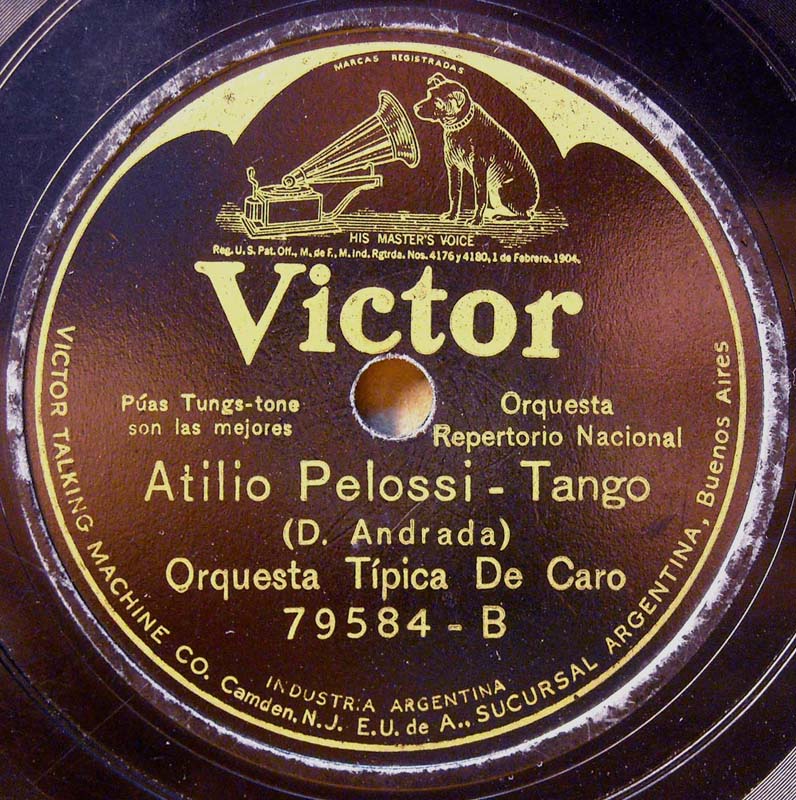 MARCAS REGISTRADAS
HIS MASTER'S VOICE
Reg. U.S. Pat. Off., M. de F., M. Ind. Rgtrda. Nos. 4176 y 4180, 1 de Febrero. 1904.
Victor
Púas Tungs-tone
son las mejores
Orquesta
Repertorio Nacional
Atilio Pelossi - Tango
(D. Andrada)
Orquesta Típica De Caro
79584 - B
INDUSTRIA ARGENTINA
VICTOR TALKING MACHINE CO. Camden. N.J. E.U. de A., SUCURSAL ARGENTINA, Buenos Aires